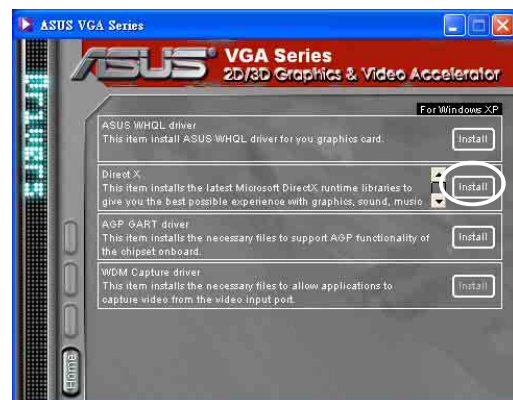 ASUS VGA Series
ASUS VGA Series
2D/3D Graphics & Video Accelerator
For Windows XP
ASUS WHQL driver
This item install ASUS WHQL driver for you graphics card.
Install
Direct X
This item installs the latest Microsoft DirectX runtime libraries to
give you the best possible experience with graphics, sound, music
Install
AGP GART driver
This item installs the necessary files to support AGP functionality of
the chipset onboard.
Install
WDM Capture driver
This item installs the necessary files to allow applications to
capture video from the video input port.
Install
Home